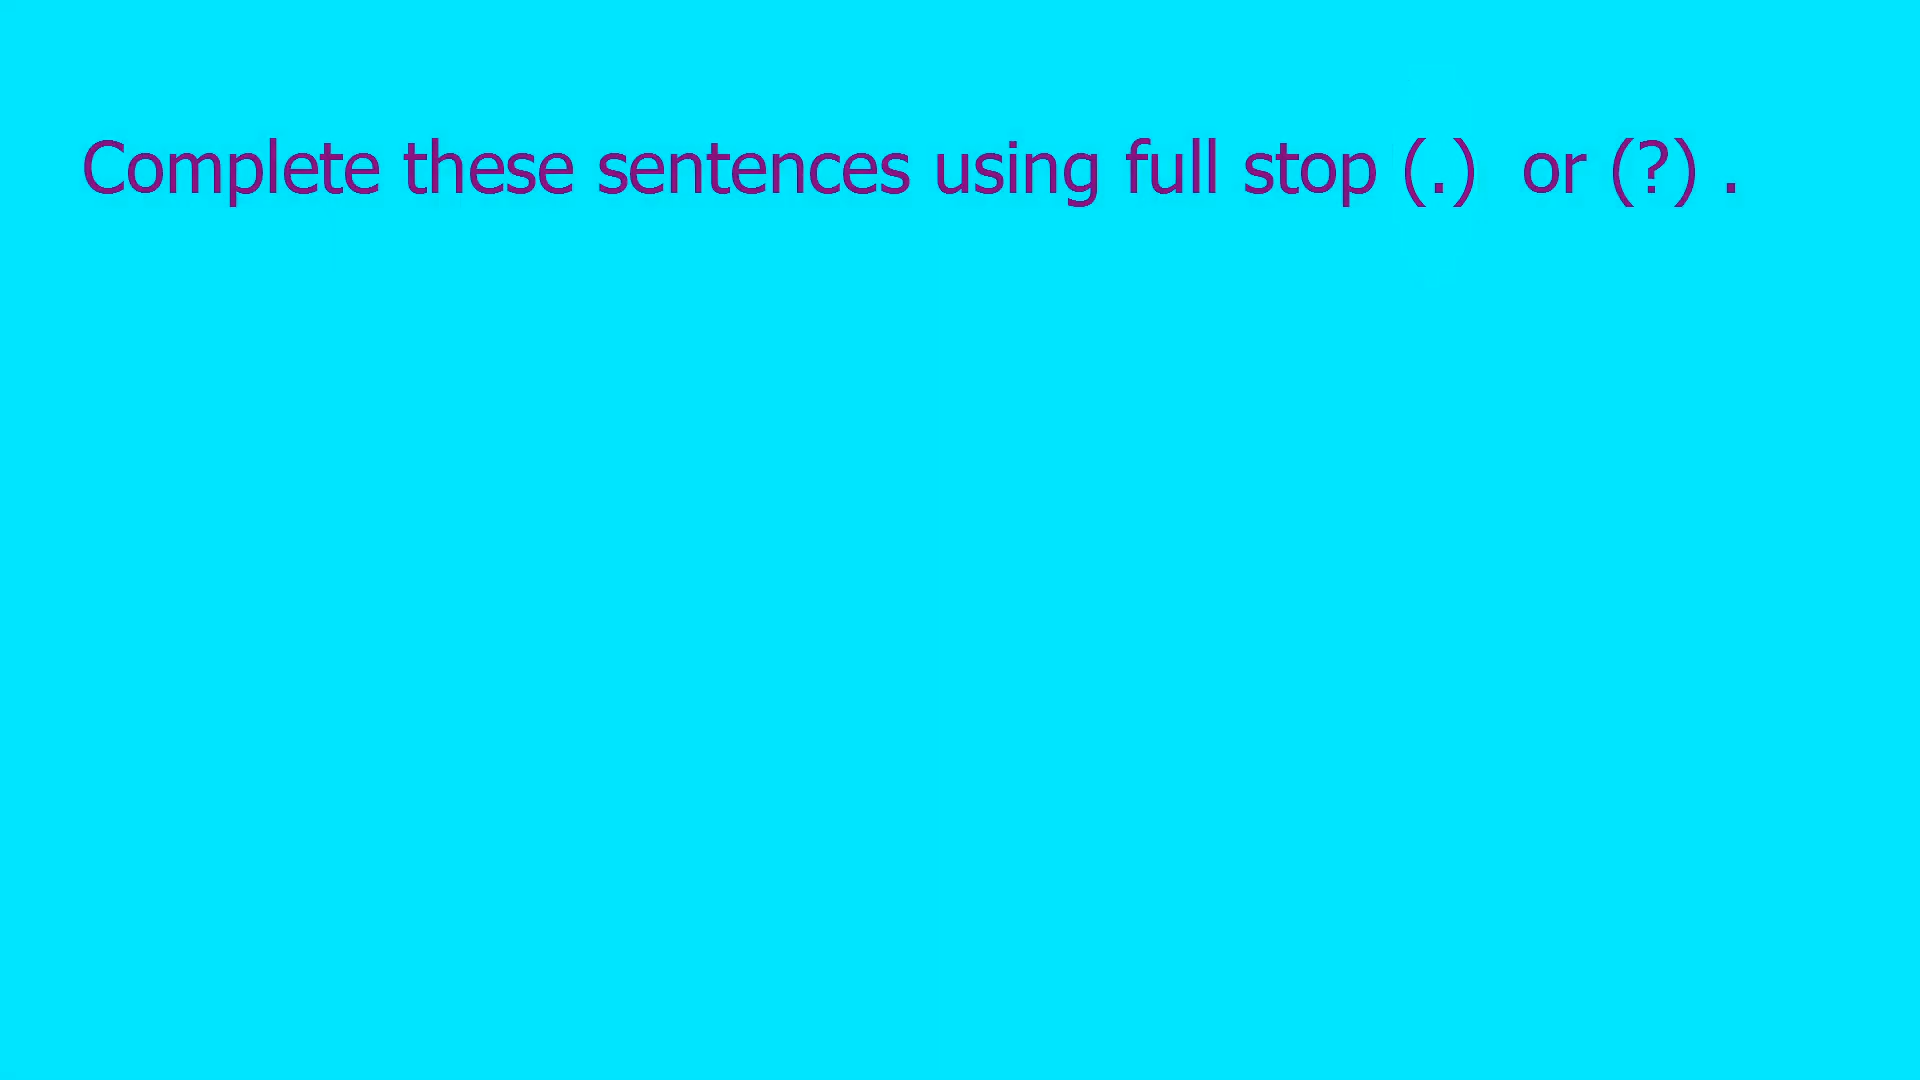 Complete these sentences using full stop (.)  or (?) .